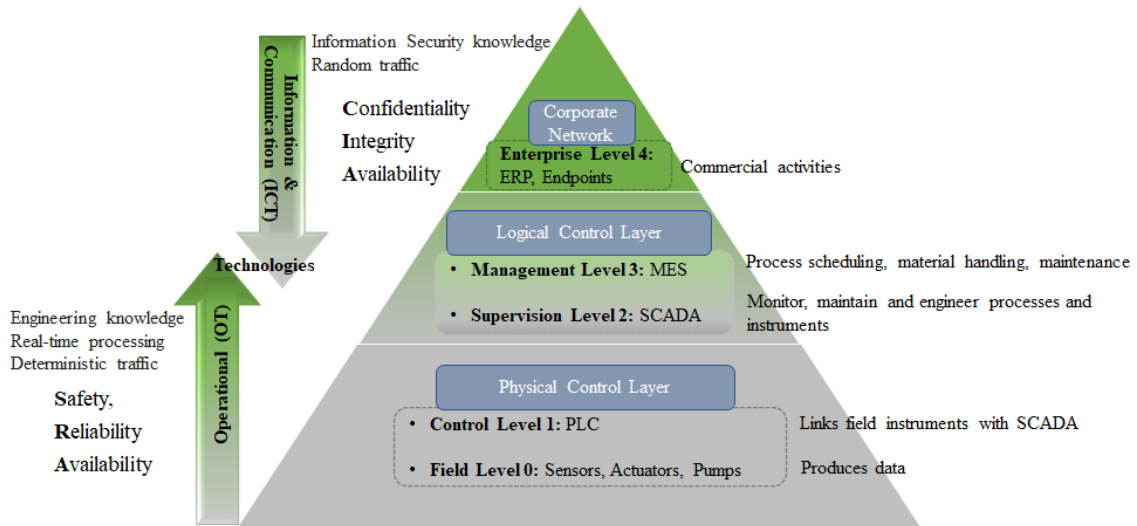 Information Security knowledge
Random traffic
Information &
Communication (ICT)
Confidentiality
Integrity
Availability
Corporate
Network
Enterprise Level 4:
ERP, Endpoints
Commercial activities
Logical Control Layer
• Management Level 3: MES
Process scheduling, material handling, maintenance
• Supervision Level 2: SCADA
Monitor, maintain and engineer processes and
instruments
Technologies
Operational (OT)
Engineering knowledge
Real-time processing
Deterministic traffic
Safety,
Reliability
Availability
Physical Control Layer
• Control Level 1: PLC
Links field instruments with SCADA
• Field Level 0: Sensors, Actuators, Pumps
Produces data